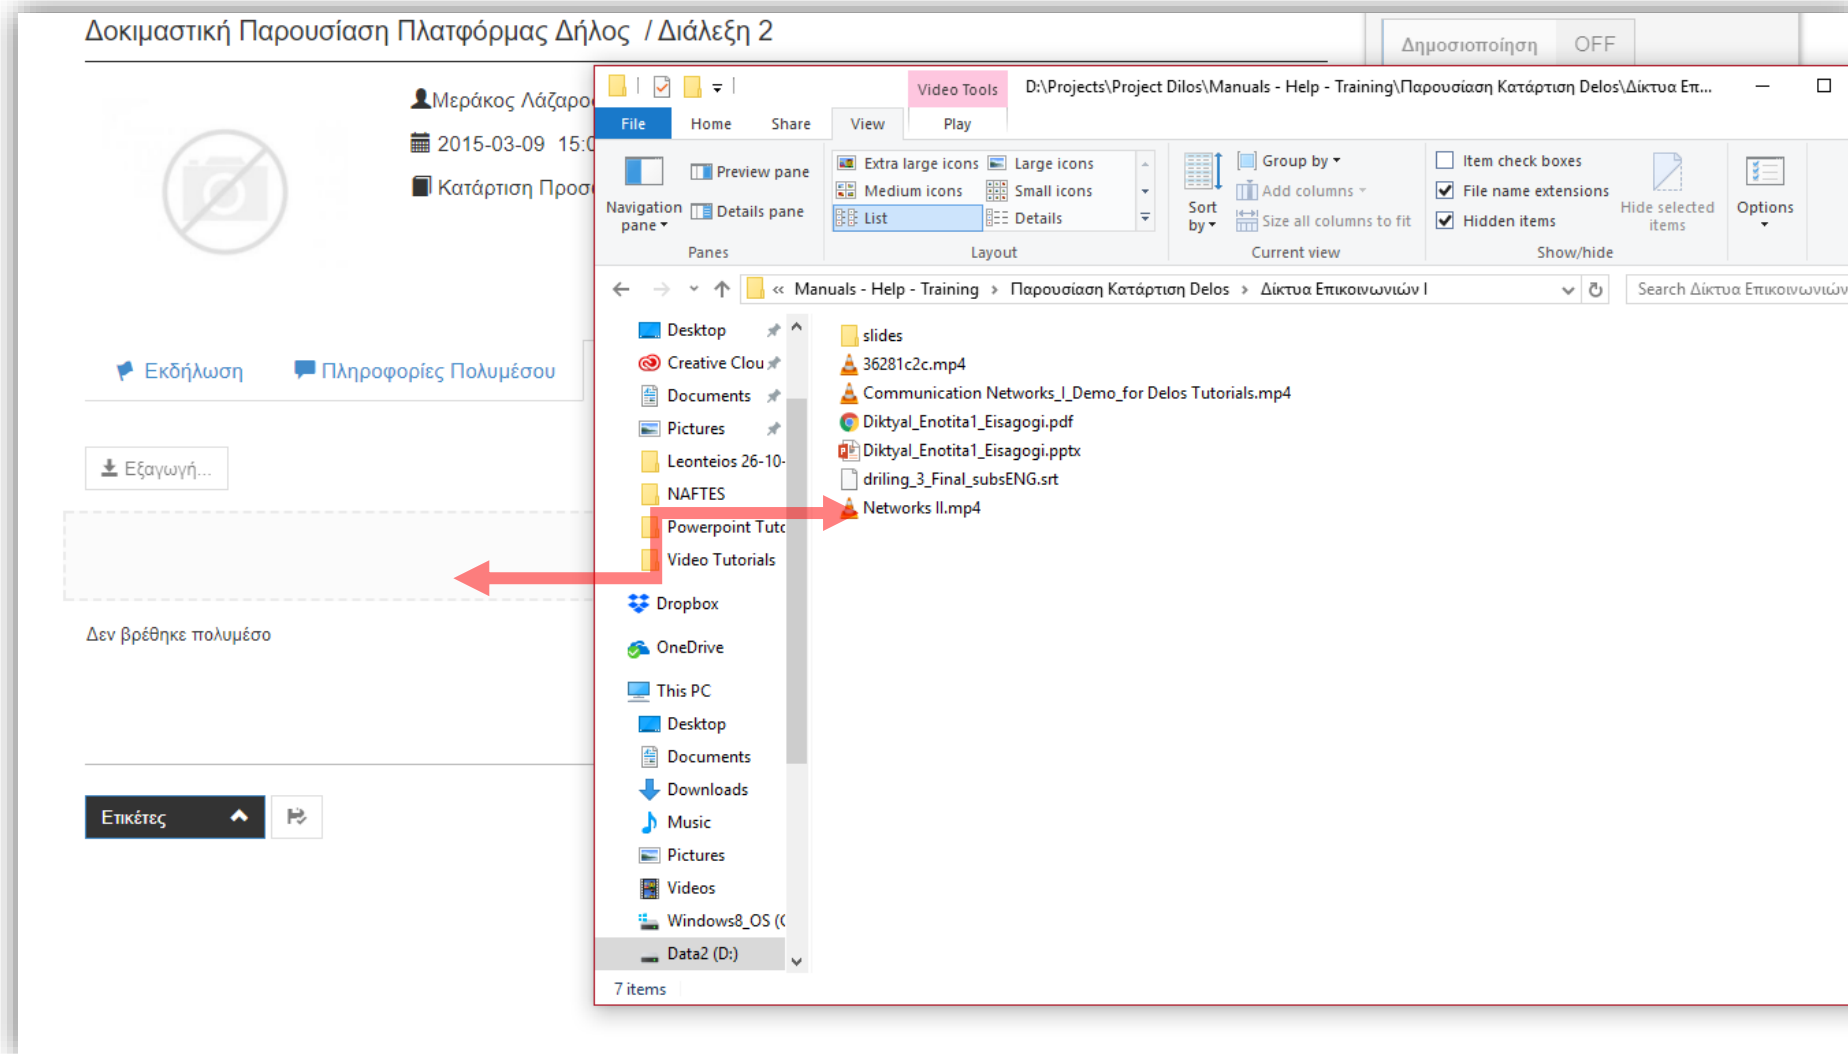 Δοκιμαστική Παρουσίαση Πλατφόρμας Δήλος / Διάλεξη 2
Δημοσιοποίηση OFF
Μεράκος Λάζαρο
2015-03-09 15:0
Κατάρτιση Προσ
Εκδήλωση Πληροφορίες Πολυμέσου
Εξαγωγή...
Δεν βρέθηκε πολυμέσο
Ετικέτες
Video Tools D:\Projects\Project Dilos\Manuals - Help - Training\Παρουσίαση Κατάρτιση Delos\Δίκτυα Επ...
File Home Share View Play
Navigation pane
Preview pane
Details pane
Panes
Extra large icons Large icons
Medium icons Small icons
List Details
Layout
Sort by
Group by
Add columns
Size all columns to fit
Current view
Item check boxes
File name extensions
Hidden items
Hide selected items
Show/hide
Options
« Manuals - Help - Training › Παρουσίαση Κατάρτιση Delos › Δίκτυα Επικοινωνιών Ι
Search Δίκτυα Επικοινωνιών
Desktop
Creative Clou
Documents
Pictures
Leonteios 26-10-
NAFTES
Powerpoint Tuto
Video Tutorials
Dropbox
OneDrive
This PC
Desktop
Documents
Downloads
Music
Pictures
Videos
Windows8_OS (C
Data2 (D:)
slides
36281c2c.mp4
Communication Networks_I_Demo_for Delos Tutorials.mp4
DiktyaI_Enotita1_Eisagogi.pdf
DiktyaI_Enotita1_Eisagogi.pptx
driling_3_Final_subsENG.srt
Networks II.mp4
7 items